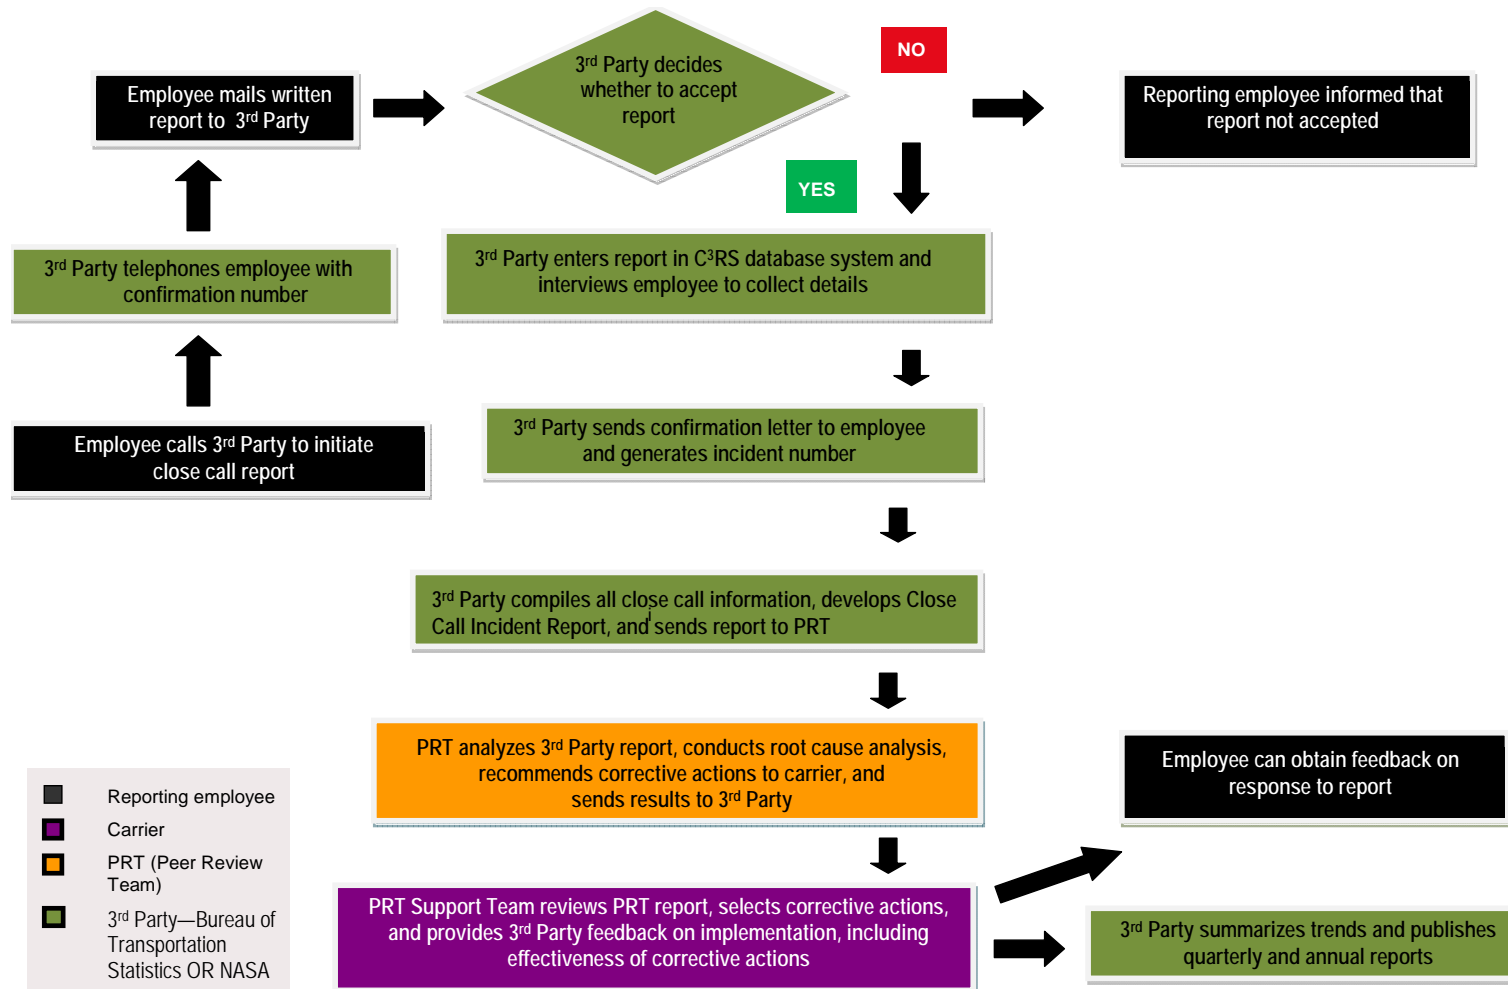 Employee mails written
report to 3rd Party
3rd Party decides
whether to accept
report
NO
Reporting employee informed that
report not accepted
YES
3rd Party telephones employee with
confirmation number
3rd Party enters report in C³RS database system and
interviews employee to collect details
Employee calls 3rd Party to initiate
close call report
3rd Party sends confirmation letter to employee
and generates incident number
3rd Party compiles all close call information, develops Close
Call Incident Report, and i sends report to PRT
PRT analyzes 3rd Party report, conducts root cause analysis,
recommends corrective actions to carrier, and
sends results to 3rd Party
Employee can obtain feedback on
response to report
PRT Support Team reviews PRT report, selects corrective actions,
and provides 3rd Party feedback on implementation, including
effectiveness of corrective actions
3rd Party summarizes trends and publishes
quarterly and annual reports
Reporting employee
Carrier
PRT (Peer Review
Team)
3rd Party—Bureau of
Transportation
Statistics OR NASA